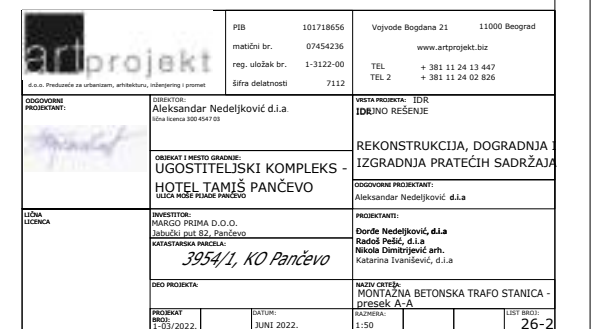 artprojekt
d.o.o. Preduzeće za urbanizam, arhitekturu, inženjering i promet
PIB 101718656
matični br. 07454236
reg. uložak br. 1-3122-00
šifra delatnosti 7112
Vojvode Bogdana 21 11000 Beograd
www.artprojekt.biz
TEL + 381 11 24 13 447
TEL 2 + 381 11 24 02 826
ODGOVORNI
PROJEKTANT:
DIREKTOR:
Aleksandar Nedeljković d.i.a.
lična licenca 300 4547 03
VRSTA PROJEKTA: IDR
IDEJNO REŠENJE
OBJEKAT I MESTO GRADNJE:
UGOSTITELJSKI KOMPLEKS -
HOTEL TAMIŠ PANČEVO
ULICA MOŠE PIJADE PANČEVO
REKONSTRUKCIJA, DOGRADNJA I
IZGRADNJA PRATEĆIH SADRŽAJA
ODGOVORNI PROJEKTANT:
Aleksandar Nedeljković d.i.a
LIČNA
LICENCA
INVESTITOR:
MARGO PRIMA D.O.O.
Jabučki put 82, Pančevo
KATASTARSKA PARCELA:
3954/1, KO Pančevo
PROJEKTANTI:
Đorđe Nedeljković, d.i.a
Radoš Pešić, d.i.a
Nikola Dimitrijević arh.
Katarina Ivanišević, d.i.a
DEO PROJEKTA:
NAZIV CRTEŽA:
MONTAŽNA BETONSKA TRAFO STANICA -
presek A-A
PROJEKAT
BROJ:
1-03/2022.
DATUM:
JUNI 2022.
RAZMERA:
1:50
LIST BROJ:
26-2